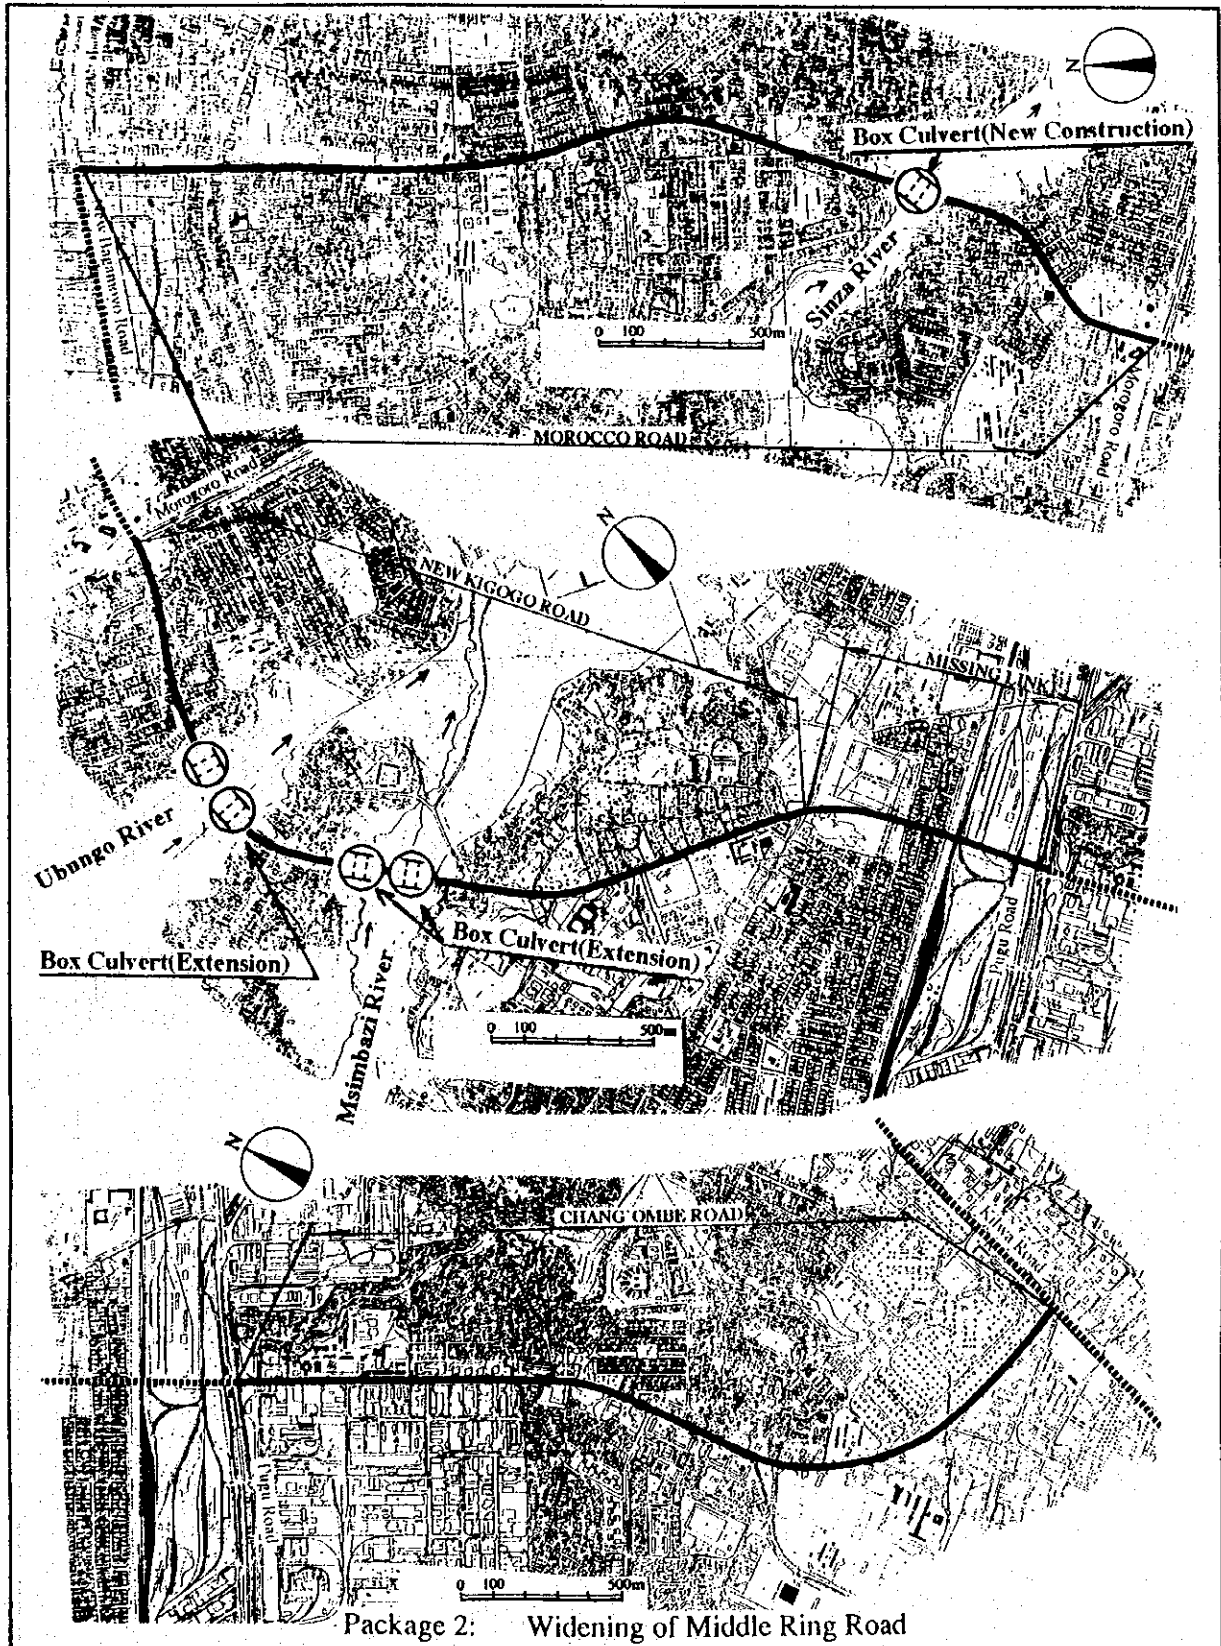 N
Box Culvert(New Construction)
Bagamoyo Road
Sinza River
0 100 500m
MOROCCO ROAD
Morogoro Road
Morogoro Road
N
NEW KIGOGO ROAD
MISSING LINK
Ubungo River
Pugu Road
Box Culvert(Extension)
Box Culvert(Extension)
Msimbazi River
0 100 500m
N
CHANG'OMBE ROAD
Kilwa Road
Pugu Road
0 100 500m
Package 2: Widening of Middle Ring Road